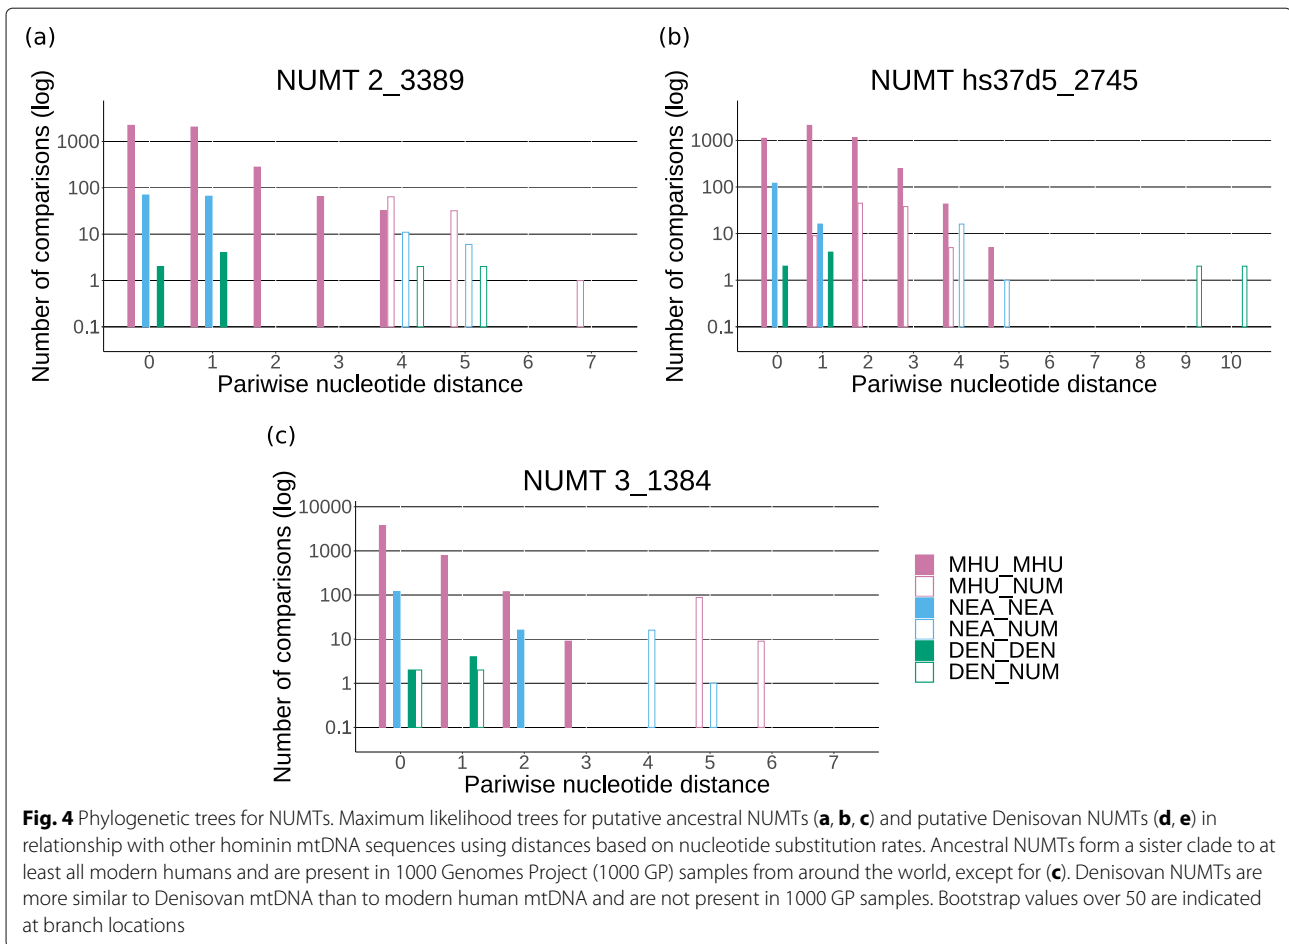 (a)
NUMT 2_3389
Number of comparisons (log)
1000
100
10
1
0.1
0 1 2 3 4 5 7
Pariwise nucleotide distance
(b)
NUMT hs37d5_2745
Number of comparisons (log)
1000
100
10
1
0.1
0 1 2 3 4 5 6 7 8 9 10
Pariwise nucleotide distance
(c)
NUMT 3_1384
Number of comparisons (log)
10000
1000
100
10
1
0.1
0 1 2 3 4 5 6 7
Pariwise nucleotide distance
MHU_MHU
MHU_NUM
NEA_NEA
NEA_NUM
DEN_DEN
DEN_NUM
Fig. 4 Phylogenetic trees for NUMTs. Maximum likelihood trees for putative ancestral NUMTs (a, b, c) and putative Denisovan NUMTs (d, e) in
relationship with other hominin mtDNA sequences using distances based on nucleotide substitution rates. Ancestral NUMTs form a sister clade to at
least all modern humans and are present in 1000 Genomes Project (1000 GP) samples from around the world, except for (c). Denisovan NUMTs are
more similar to Denisovan mtDNA than to modern human mtDNA and are not present in 1000 GP samples. Bootstrap values over 50 are indicated
at branch locations